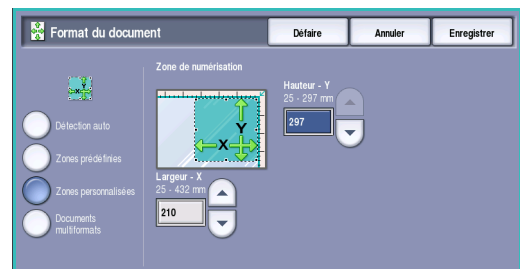 Format du document
Défaire
Annuler
Enregistrer
Zone de numérisation
Détection auto
Zones prédéfinies
Zones personnalisées
Documents
multiformats
Y
X
Hauteur - Y
25 - 297 mm
297
Largeur - X
25 - 432 mm
210